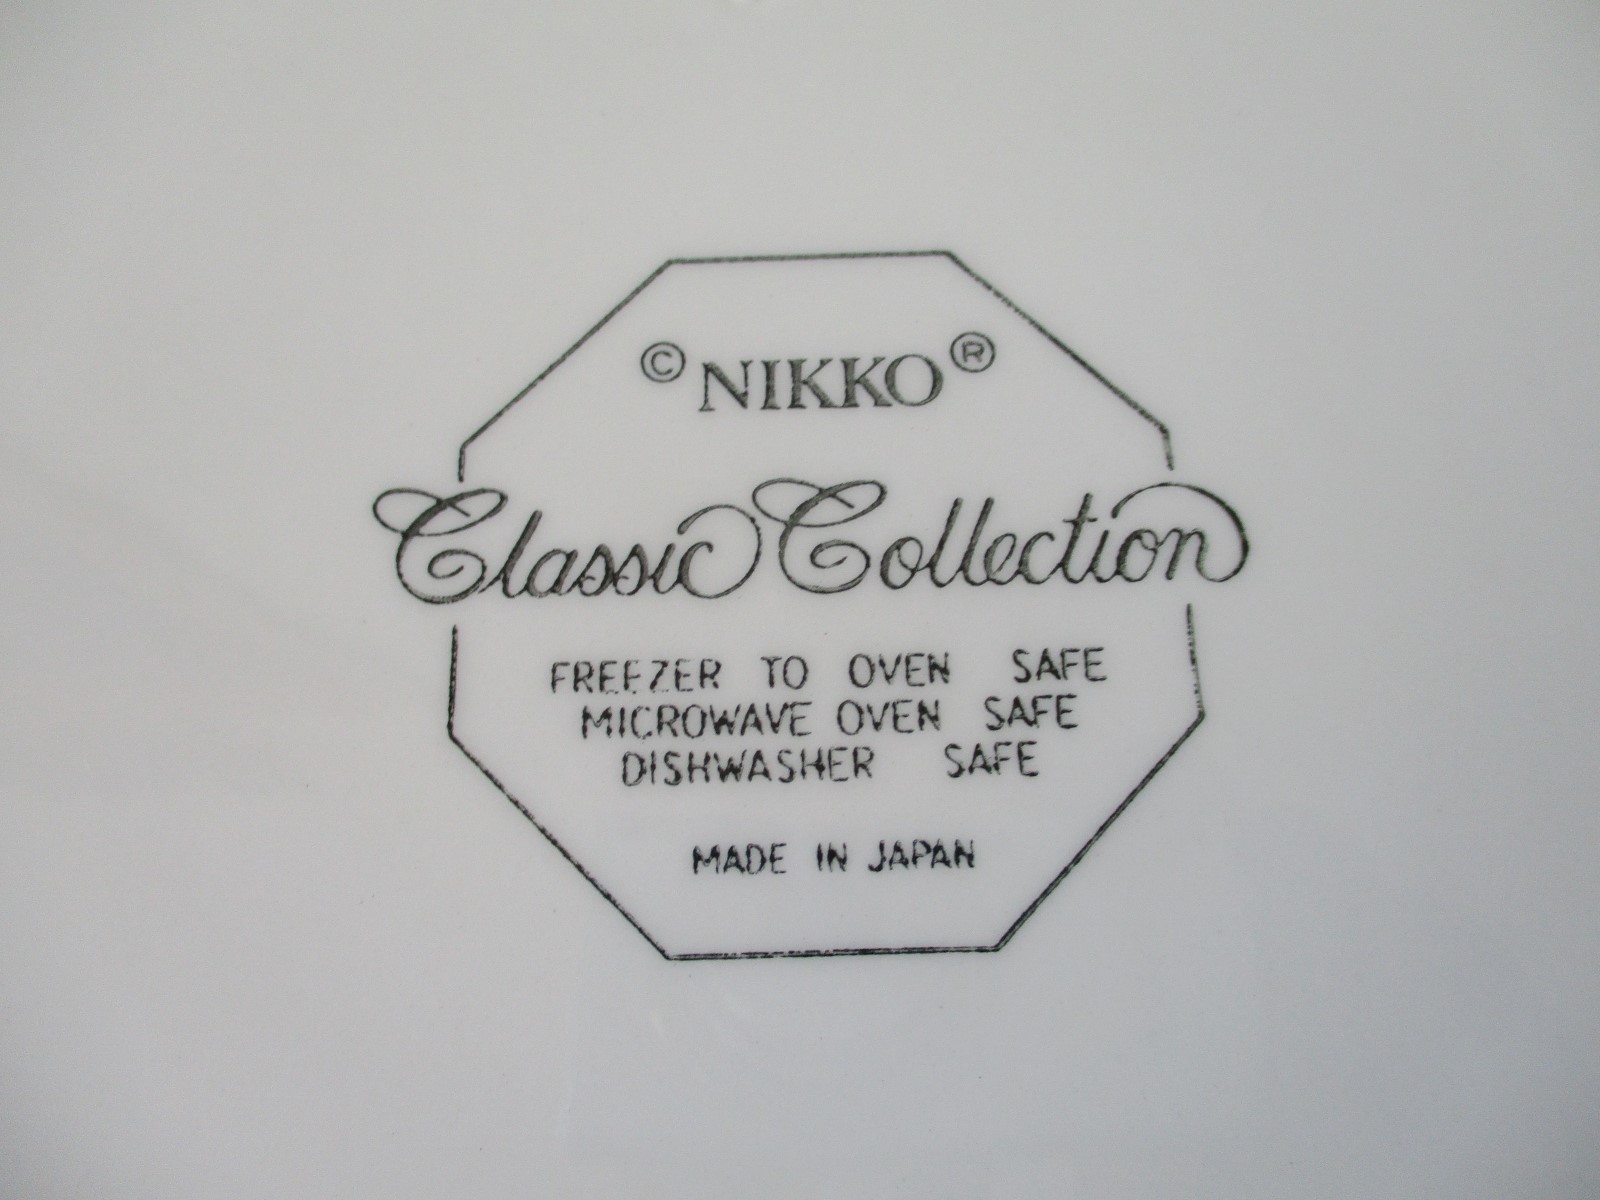 © NIKKO ®
Classic Collection
FREEZER TO OVEN SAFE
MICROWAVE OVEN SAFE
DISHWASHER SAFE
MADE IN JAPAN